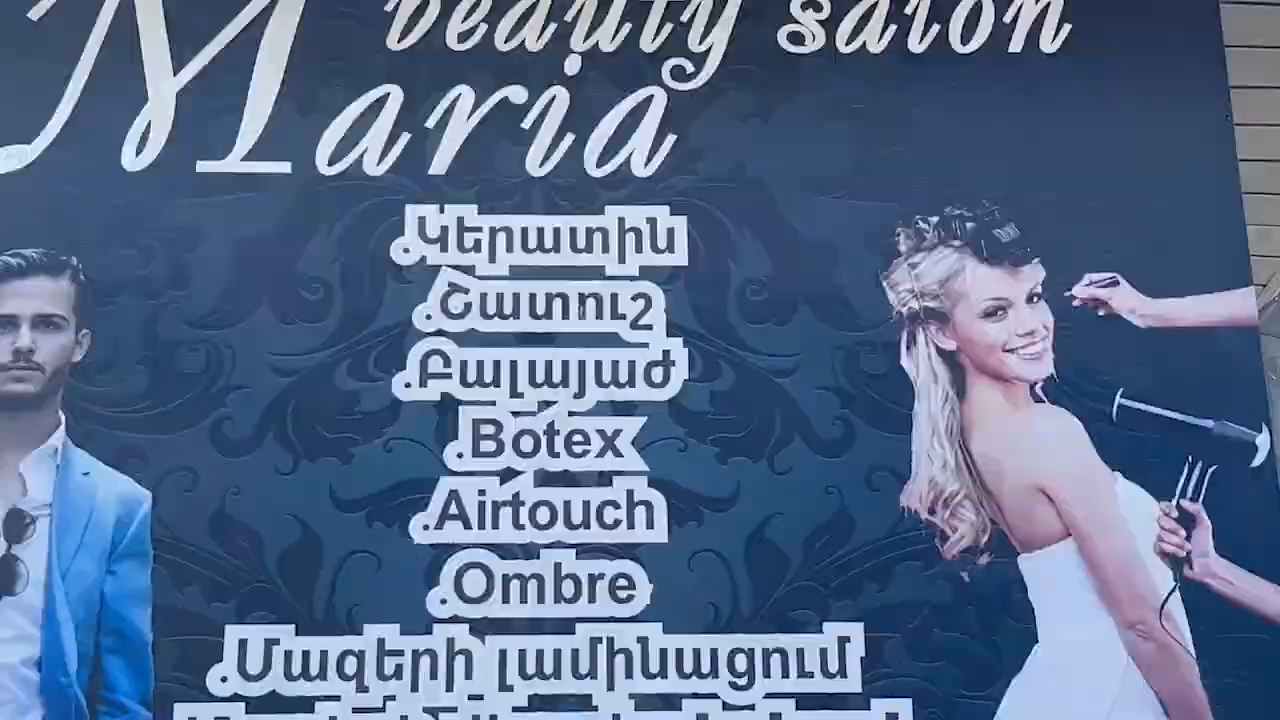 beauty salon
Maria
.Կերատին
.Շատուշ
.Բալայաժ
.Botex
.Airtouch
.Ombre
.Մազերի լամինացում